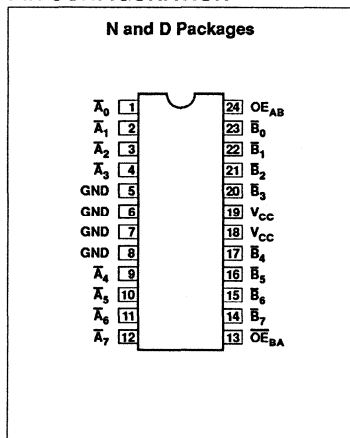 N and D Packages
A̅0 1 24 OEAB
A̅1 2 23 B̅0
A̅2 3 22 B̅1
A̅3 4 21 B̅2
GND 5 20 B̅3
GND 6 19 VCC
GND 7 18 VCC
GND 8 17 B̅4
A̅4 9 16 B̅5
A̅5 10 15 B̅6
A̅6 11 14 B̅7
A̅7 12 13 O̅E̅BA